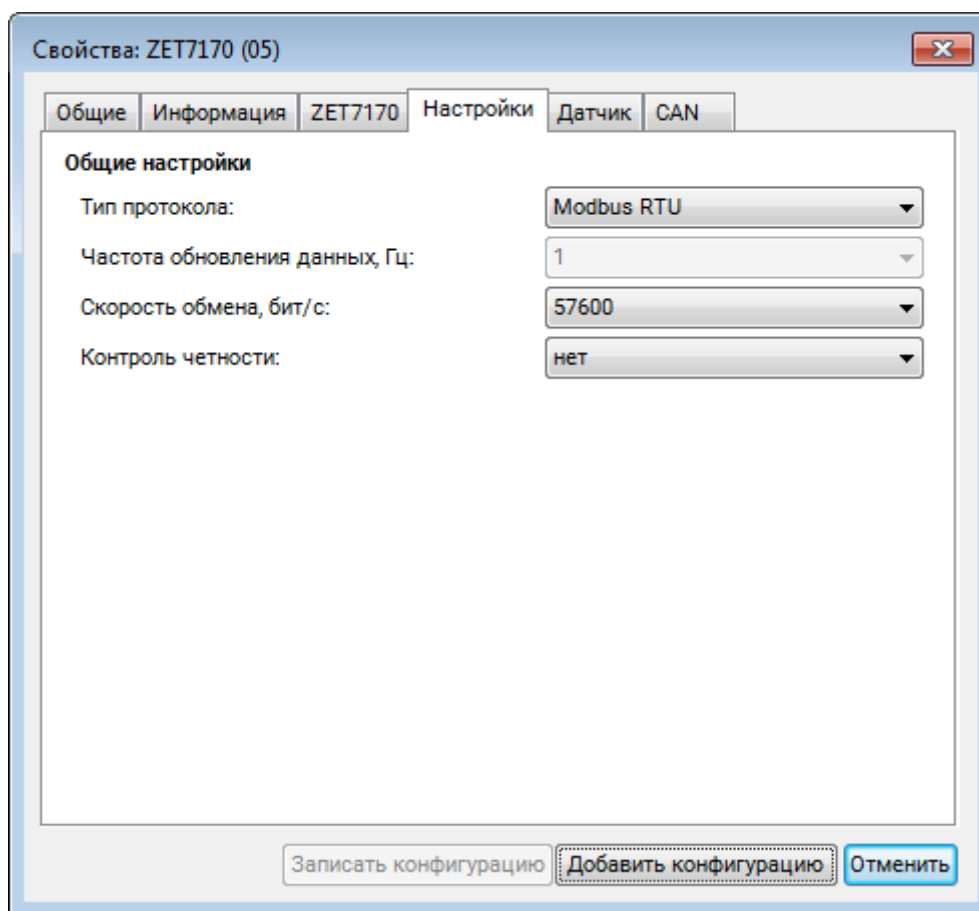 Свойства: ZET7170 (05)
Общие Информация ZET7170 Настройки Датчик CAN
Общие настройки
Тип протокола: Modbus RTU
Частота обновления данных, Гц: 1
Скорость обмена, бит/с: 57600
Контроль четности: нет
Записать конфигурацию Добавить конфигурацию Отменить